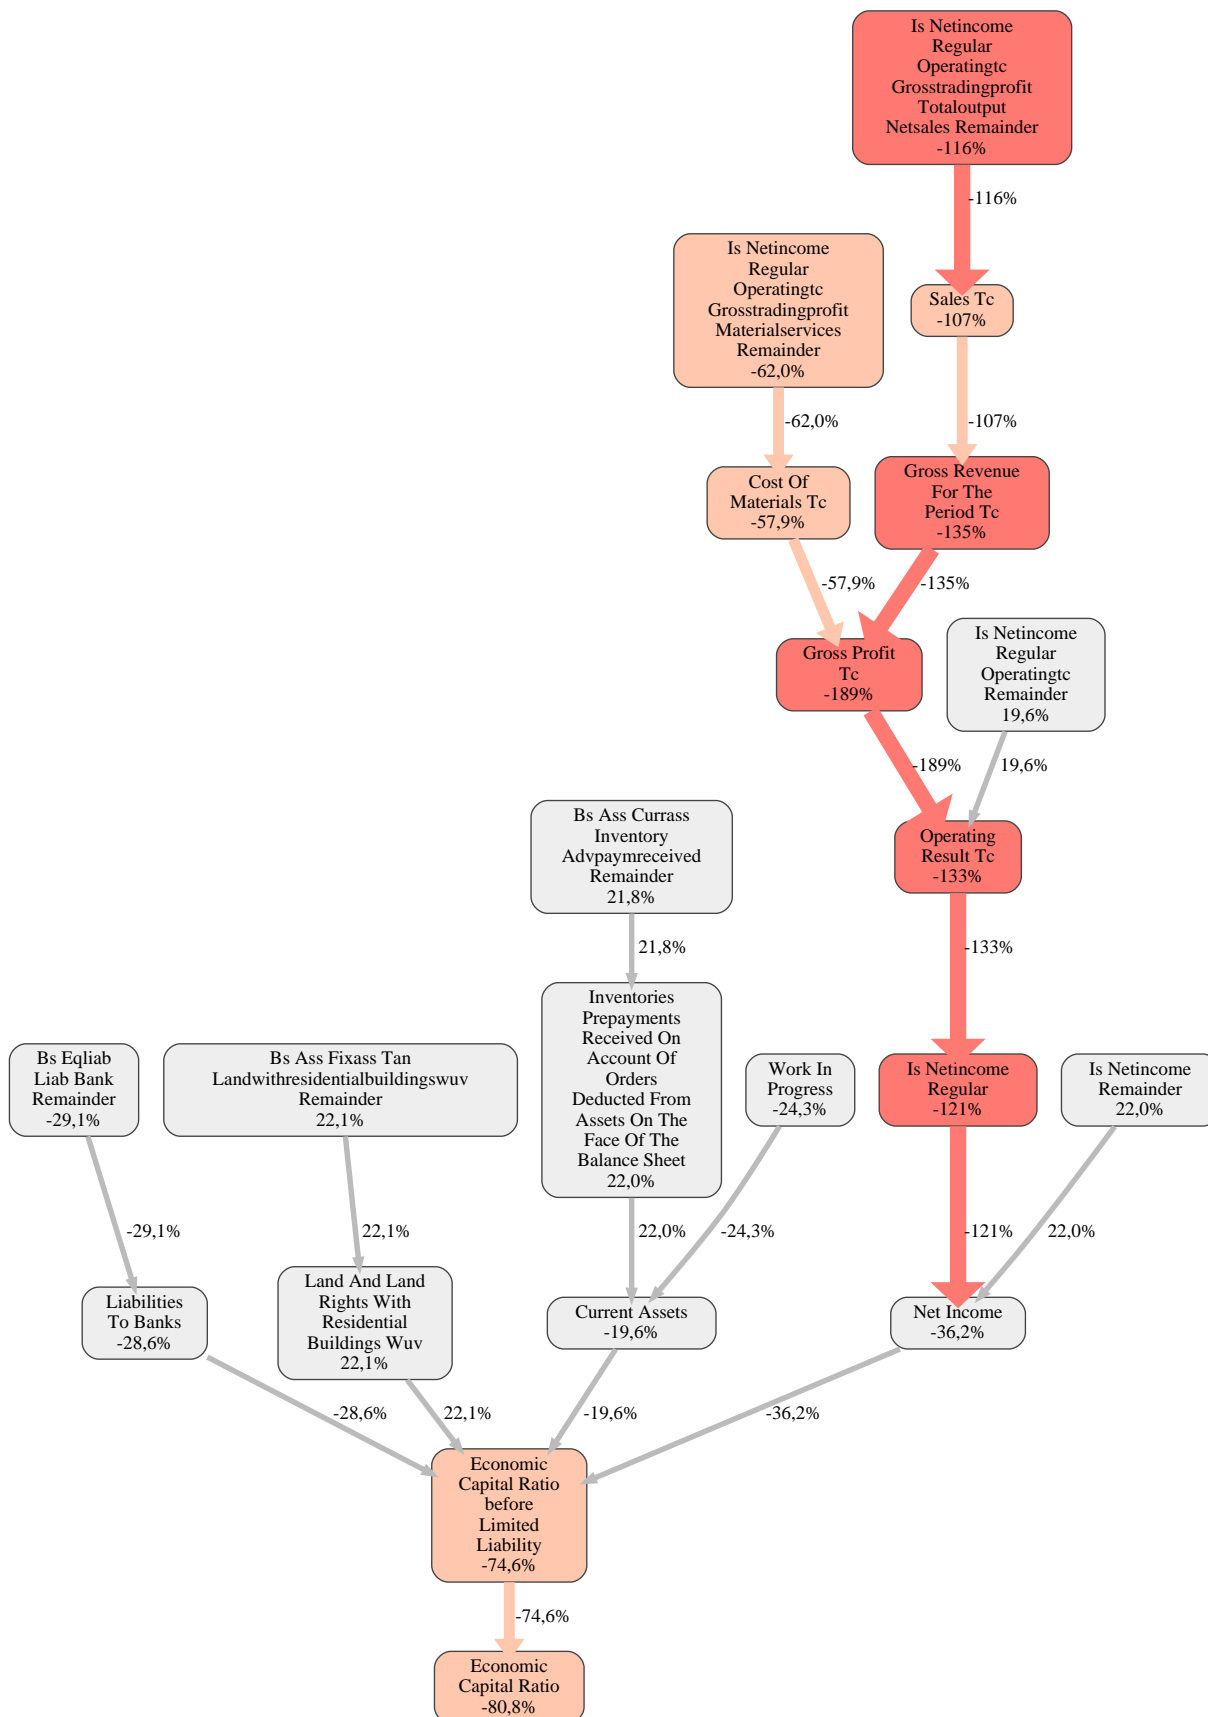 Is Netincome
Regular
Operatingtc
Grosstradingprofit
Totaloutput
Netsales Remainder
-116%
-116%
Is Netincome
Regular
Operatingtc
Grosstradingprofit
Materialservices
Remainder
-62,0%
Sales Tc
-107%
-62,0%
-107%
Cost Of
Materials Tc
-57,9%
Gross Revenue
For The
Period Tc
-135%
-57,9%
-135%
Gross Profit
Tc
-189%
Is Netincome
Regular
Operatingtc
Remainder
19,6%
-189%
19,6%
Bs Ass Currass
Inventory
Advpaymreceived
Remainder
21,8%
Operating
Result Tc
-133%
21,8%
-133%
Bs Eqliab
Liab Bank
Remainder
-29,1%
Bs Ass Fixass Tan
Landwithresidentialbuildingswuv
Remainder
22,1%
Inventories
Prepayments
Received On
Account Of
Orders
Deducted From
Assets On The
Face Of The
Balance Sheet
22,0%
Work In
Progress
-24,3%
Is Netincome
Regular
-121%
Is Netincome
Remainder
22,0%
-29,1%
22,1%
22,0%
-24,3%
-121%
22,0%
Liabilities
To Banks
-28,6%
Land And Land
Rights With
Residential
Buildings Wuv
22,1%
Current Assets
-19,6%
Net Income
-36,2%
-28,6%
22,1%
-19,6%
-36,2%
Economic
Capital Ratio
before
Limited
Liability
-74,6%
-74,6%
Economic
Capital Ratio
-80,8%